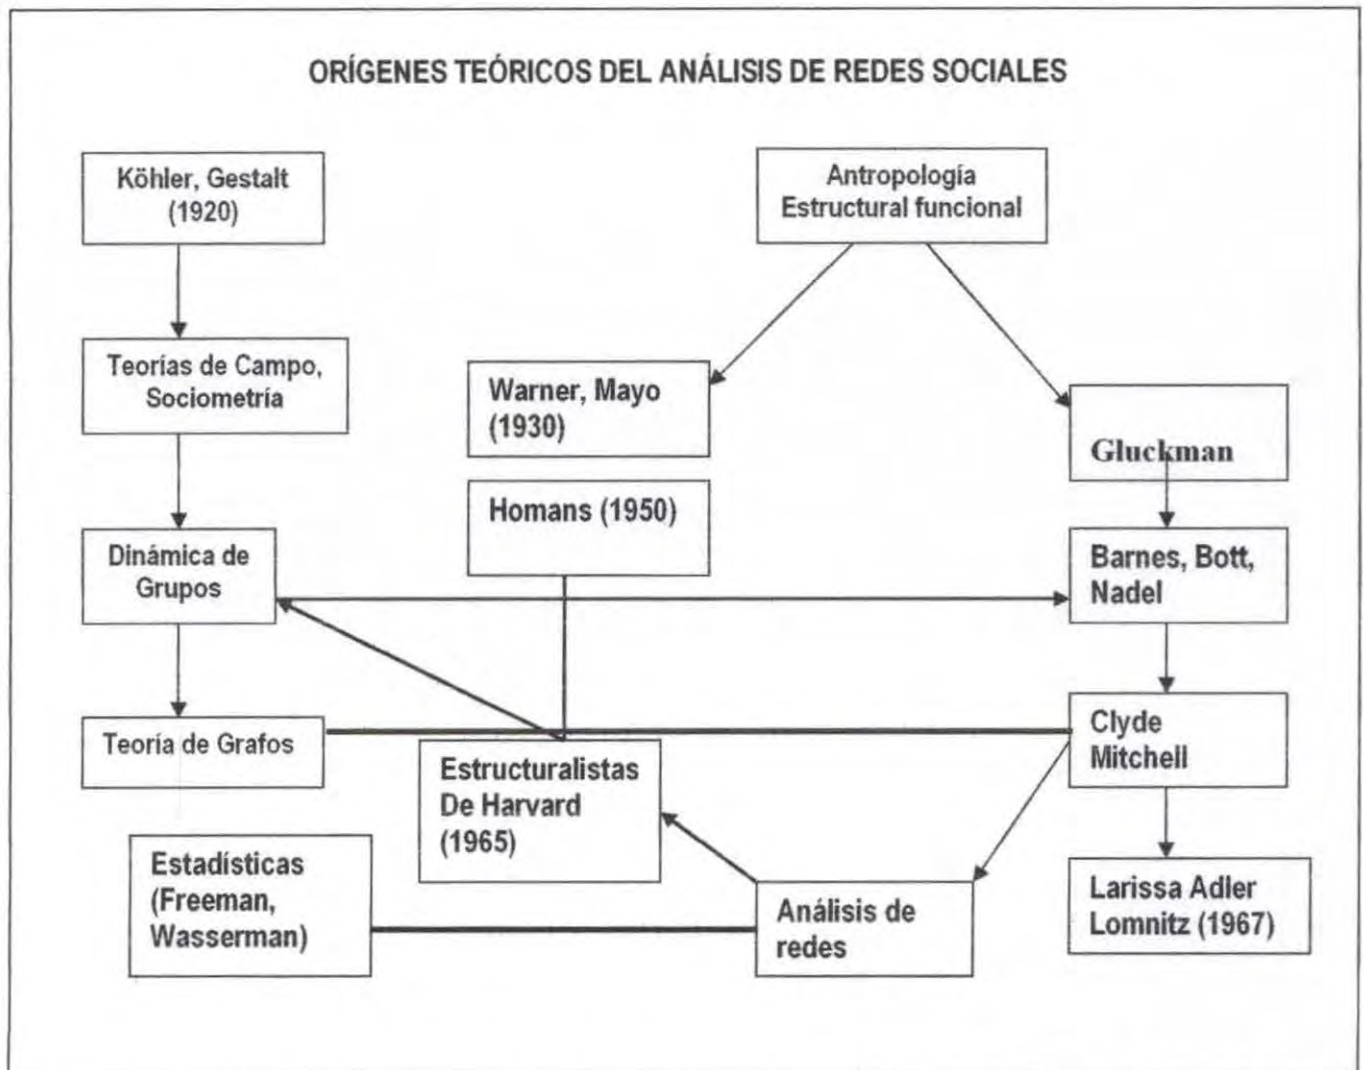 ORÍGENES TEÓRICOS DEL ANÁLISIS DE REDES SOCIALES
Köhler, Gestalt
(1920)
Antropología
Estructural funcional
Teorías de Campo,
Sociometría
Warner, Mayo
(1930)
Gluckman
Homans (1950)
Dinámica de
Grupos
Barnes, Bott,
Nadel
Teoría de Grafos
Clyde
Mitchell
Estructuralistas
De Harvard
(1965)
Estadísticas
(Freeman,
Wasserman)
Análisis de
redes
Larissa Adler
Lomnitz (1967)